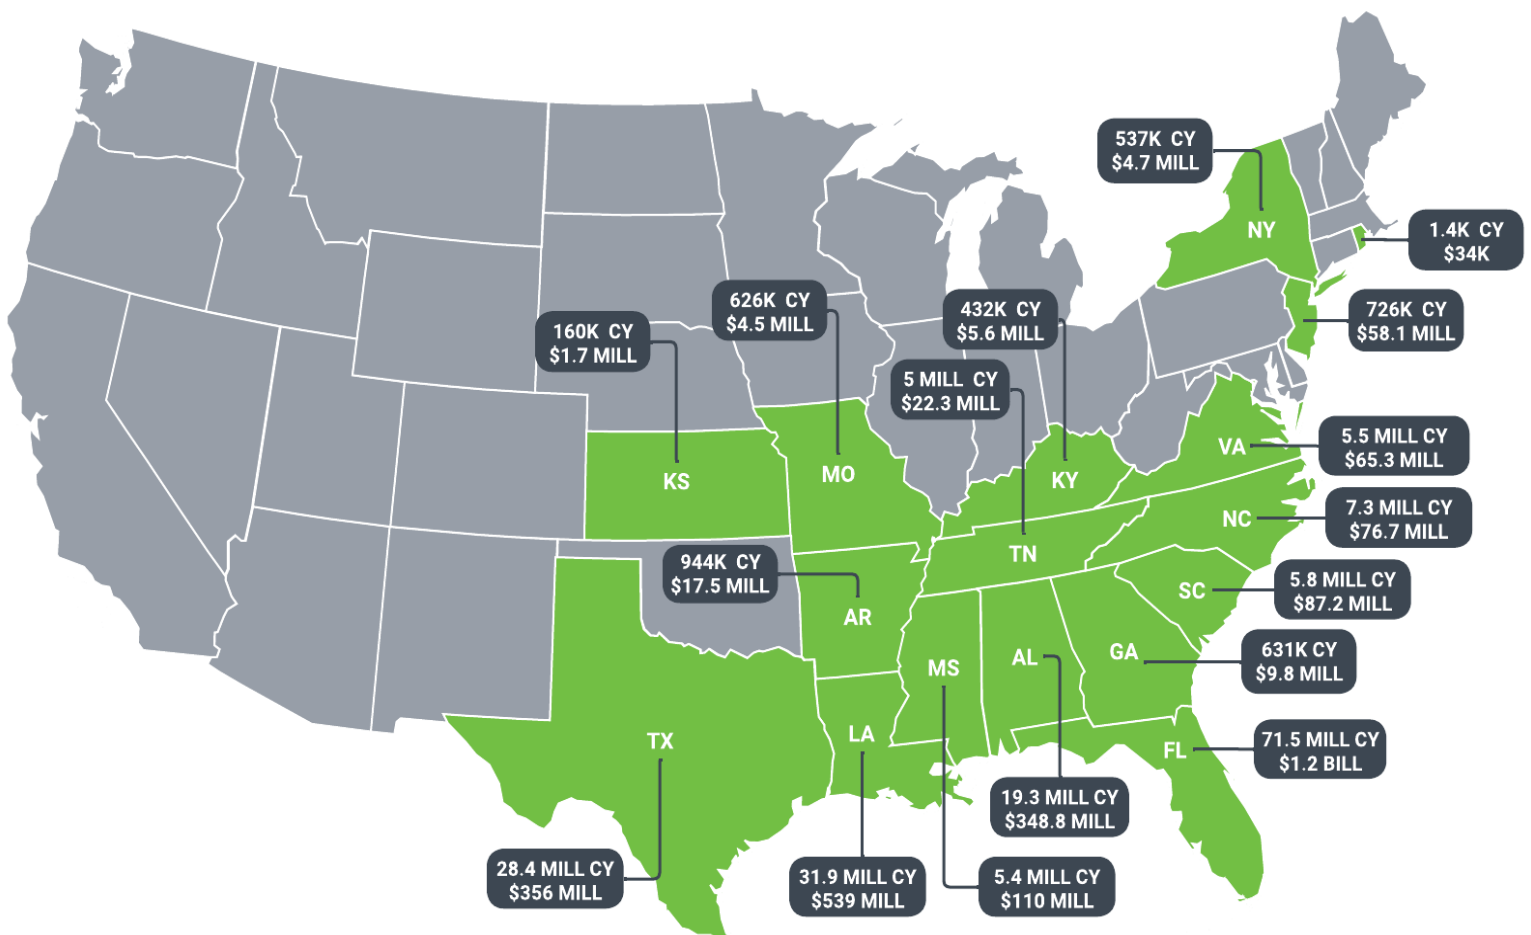 537K CY
$4.7 MILL
NY
1.4K CY
$34K
626K CY
$4.5 MILL
432K CY
$5.6 MILL
726K CY
$58.1 MILL
160K CY
$1.7 MILL
5 MILL CY
$22.3 MILL
VA
5.5 MILL CY
$65.3 MILL
KS
MO
KY
NC
7.3 MILL CY
$76.7 MILL
944K CY
$17.5 MILL
TN
AR
SC
5.8 MILL CY
$87.2 MILL
MS
AL
GA
631K CY
$9.8 MILL
TX
LA
FL
71.5 MILL CY
$1.2 BILL
19.3 MILL CY
$348.8 MILL
28.4 MILL CY
$356 MILL
31.9 MILL CY
$539 MILL
5.4 MILL CY
$110 MILL